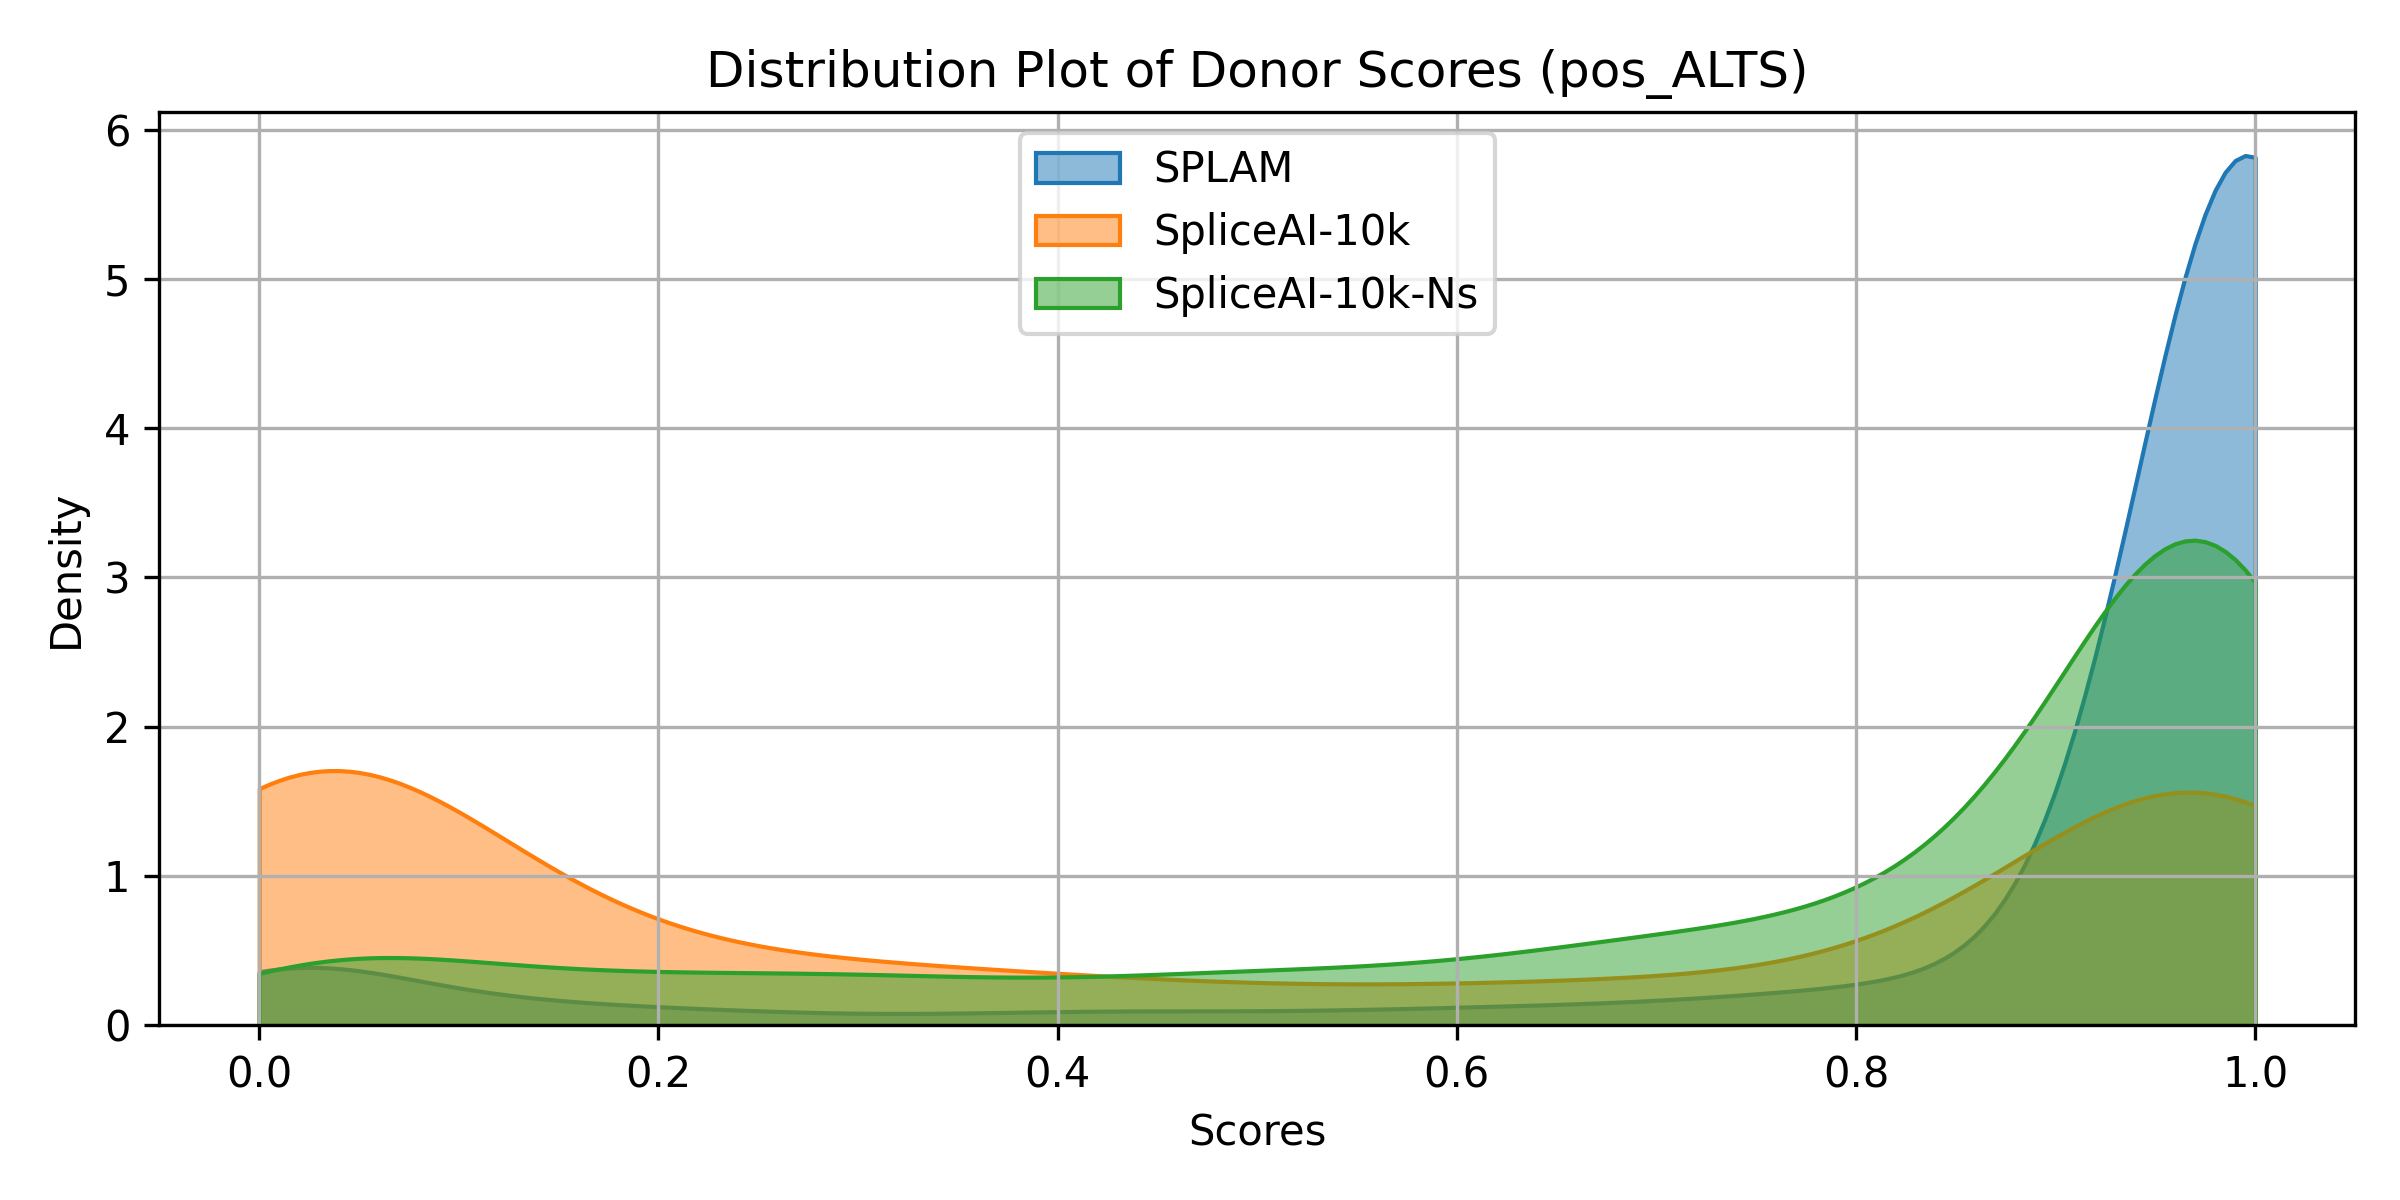 Distribution Plot of Donor Scores (pos_ALTS)
6
5
4
3
2
1
0
Density
SPLAM
SpliceAI-10k
SpliceAI-10k-Ns
0.0 0.2 0.4 0.6 0.8 1.0
Scores